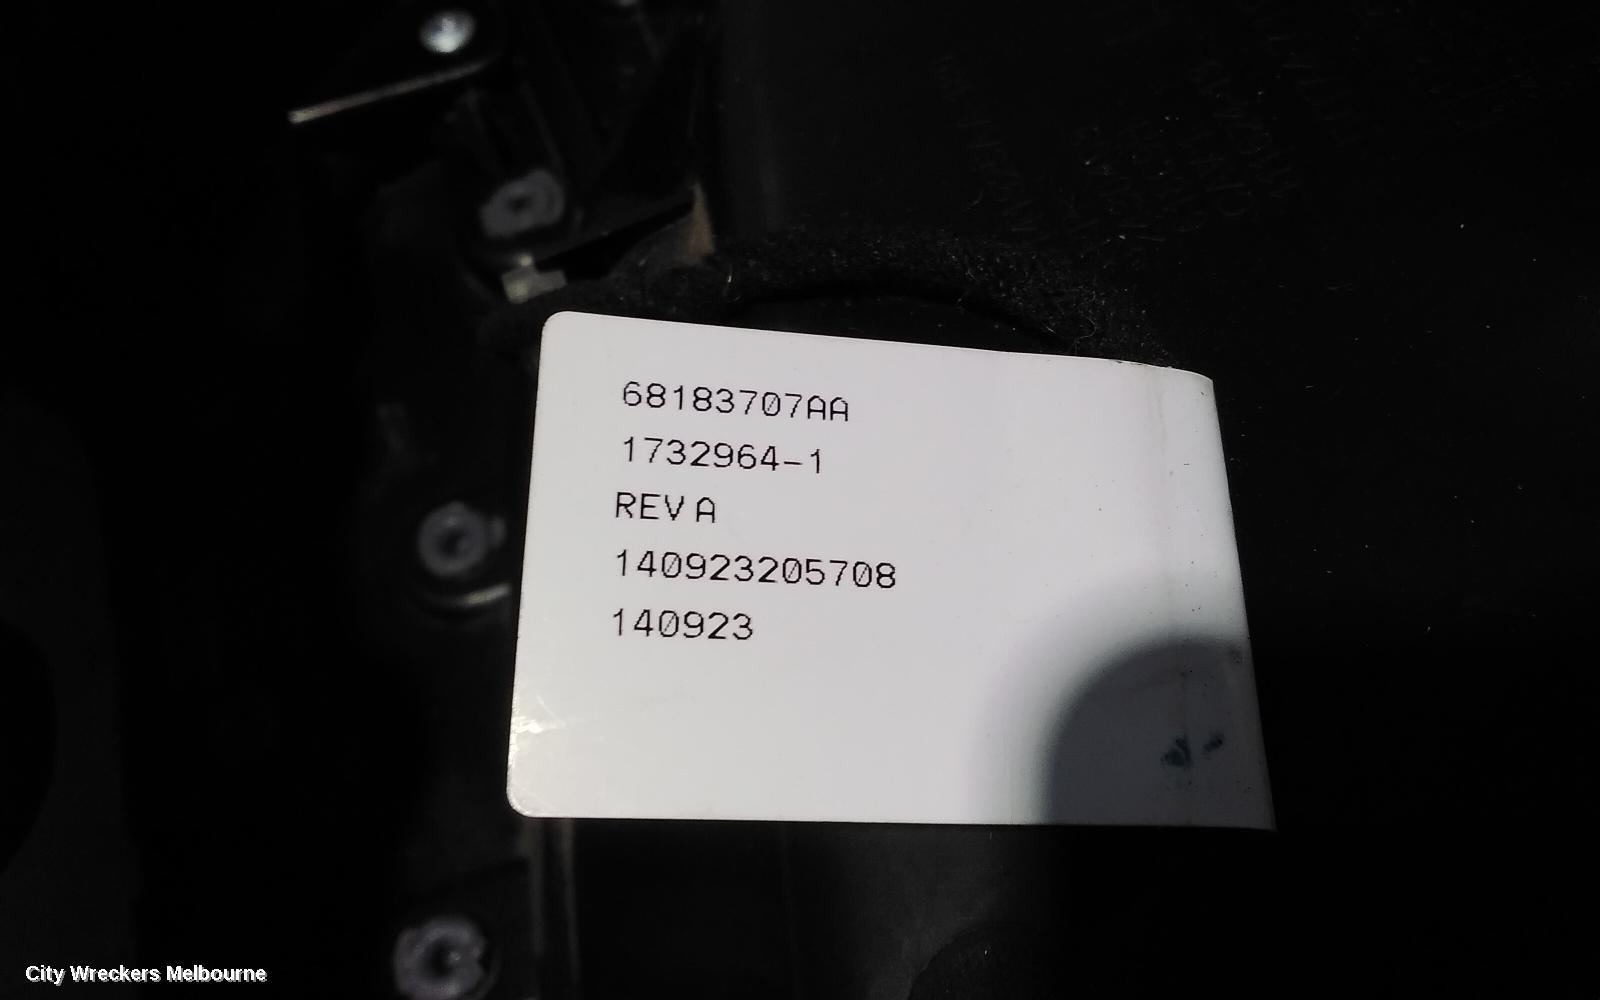 68183707AA
1732964-1
REV A
140923205708
140923
City Wreckers Melbourne